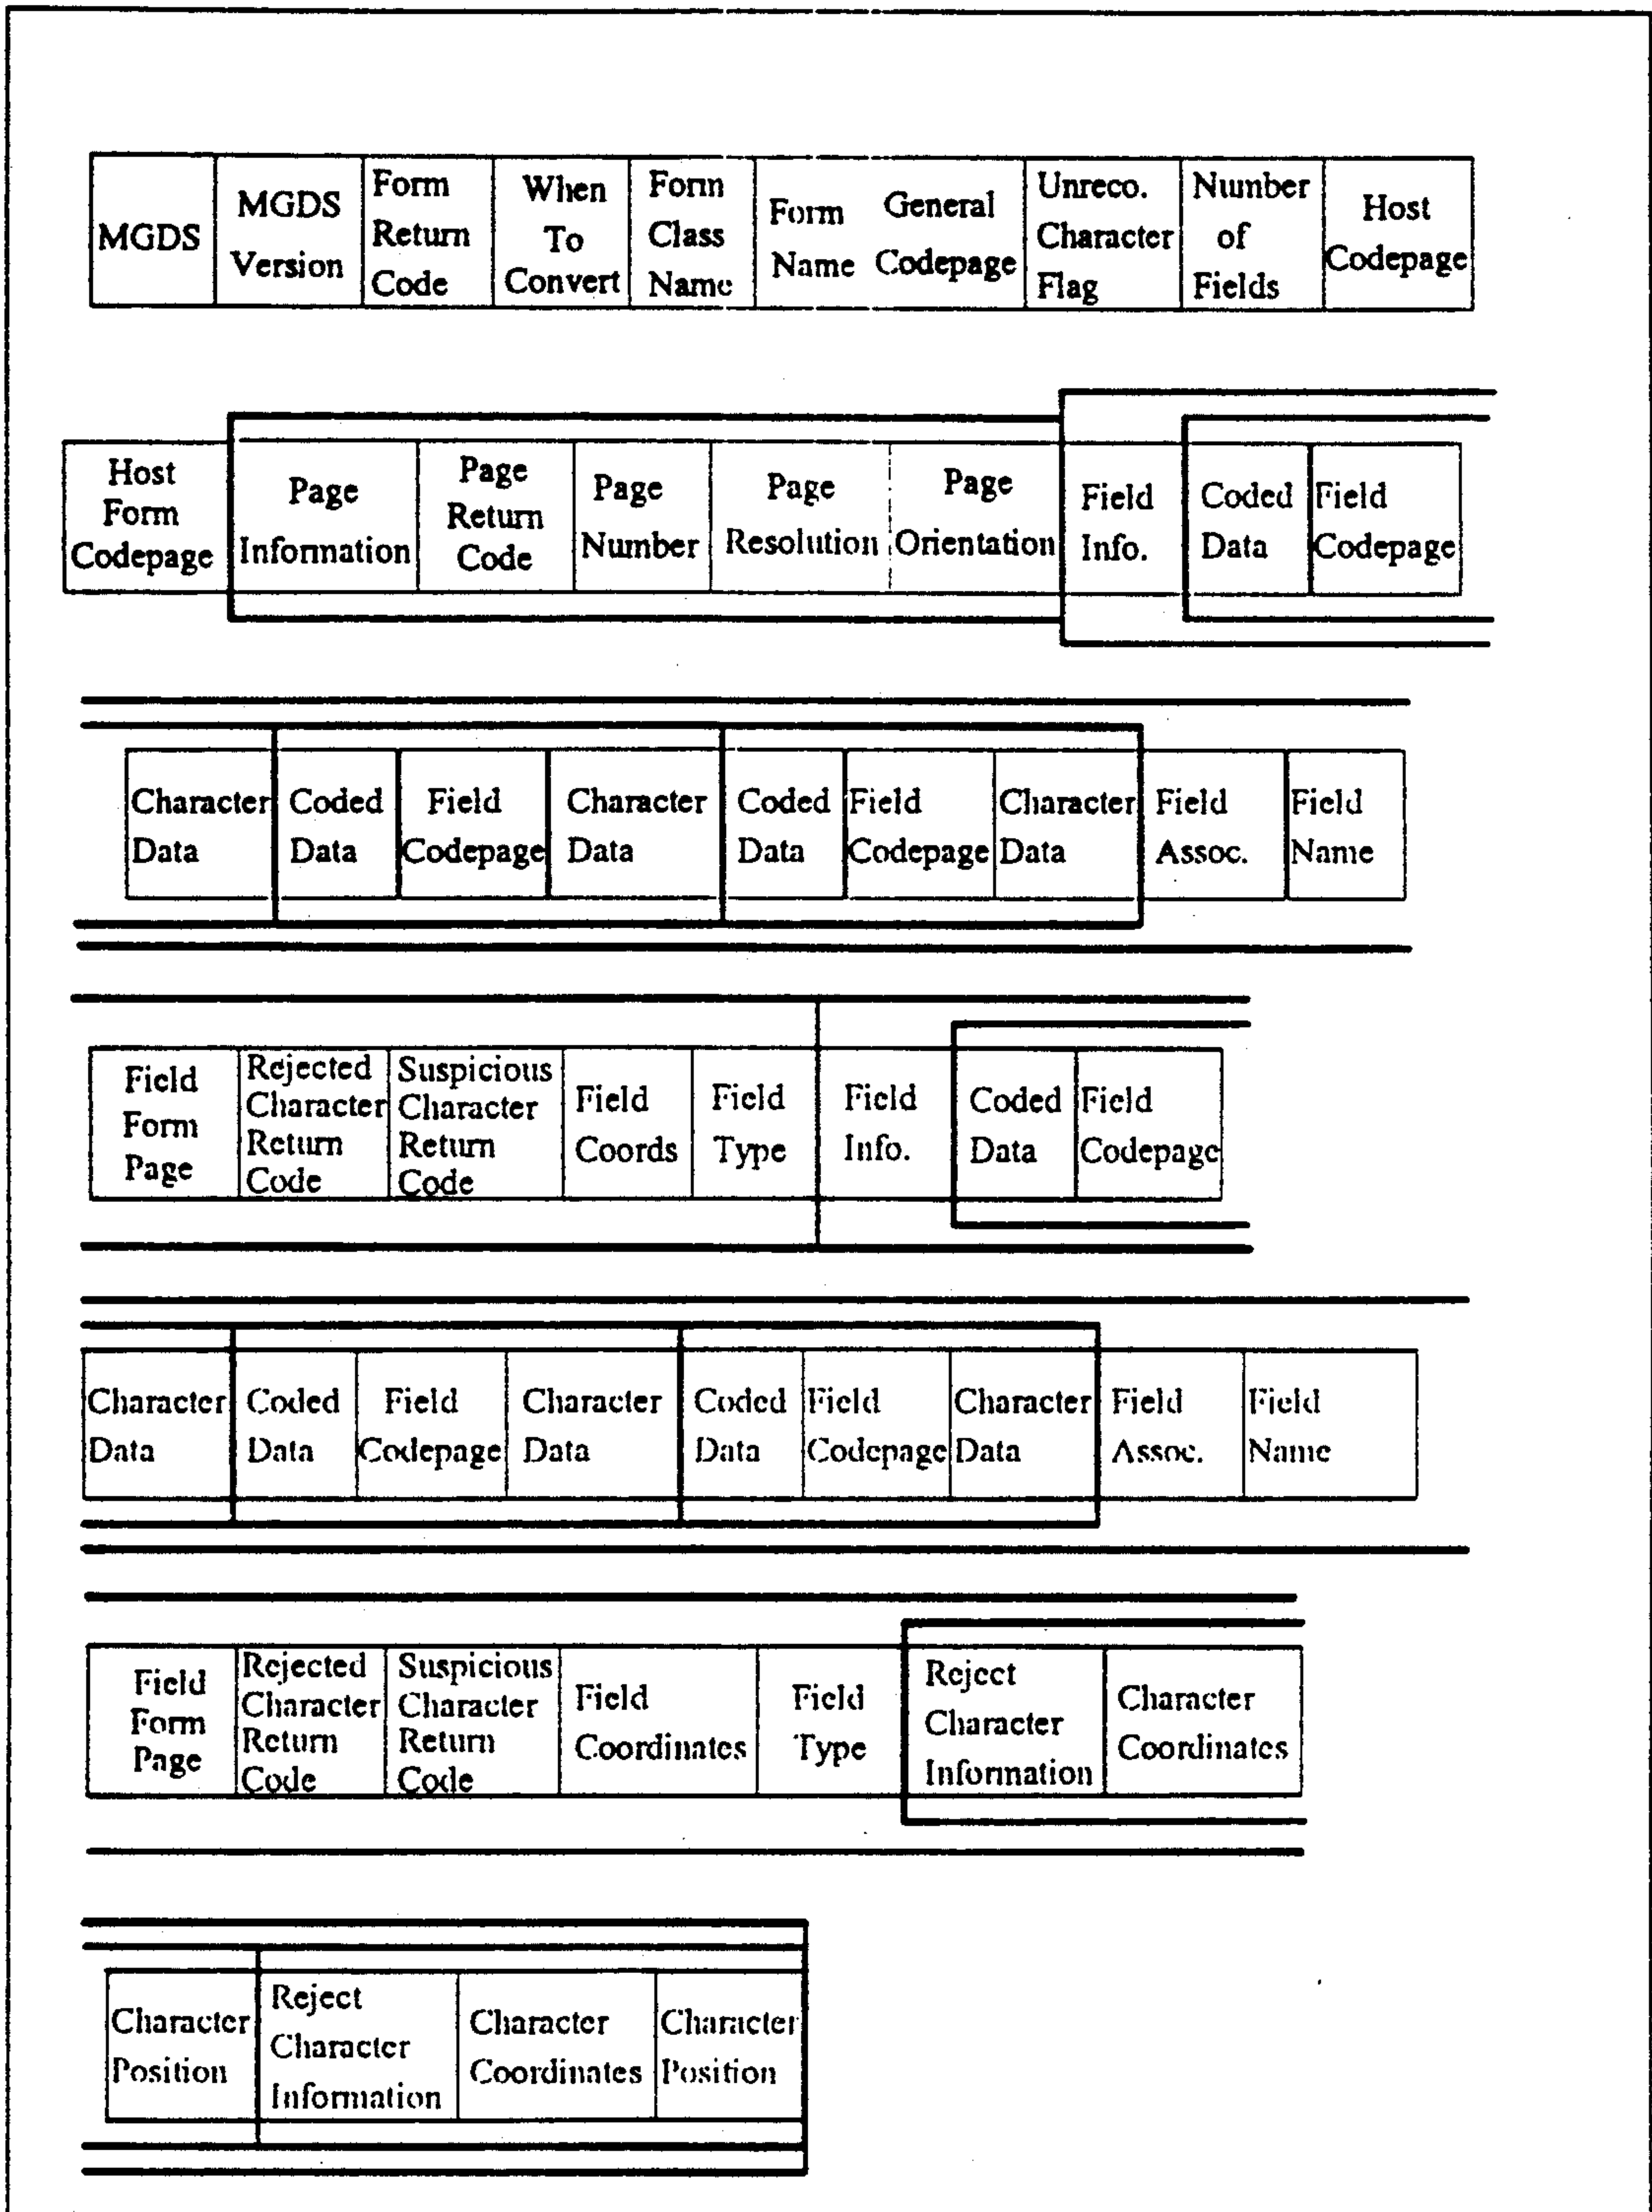 MGDS
MGDS
Version
Form
Return
Code
When
To
Convert
Form
Class
Name
Form
Name
General
Codepage
Unreco.
Character
Flag
Number
of
Fields
Host
Codepage
Host
Form
Codepage
Page
Information
Page
Return
Code
Page
Number
Page
Resolution
Page
Orientation
Field
Info.
Coded
Data
Field
Codepage
Character
Data
Coded
Data
Field
Codepage
Character
Data
Coded
Data
Field
Codepage
Character
Data
Field
Assoc.
Field
Name
Field
Form
Page
Rejected
Character
Return
Code
Suspicious
Character
Return
Code
Field
Coords
Field
Type
Field
Info.
Coded
Data
Field
Codepage
Character
Data
Coded
Data
Field
Codepage
Character
Data
Coded
Data
Field
Codepage
Character
Data
Field
Assoc.
Field
Name
Field
Form
Page
Rejected
Character
Return
Code
Suspicious
Character
Return
Code
Field
Coordinates
Field
Type
Reject
Character
Information
Character
Coordinates
Character
Position
Reject
Character
Information
Character
Coordinates
Character
Position